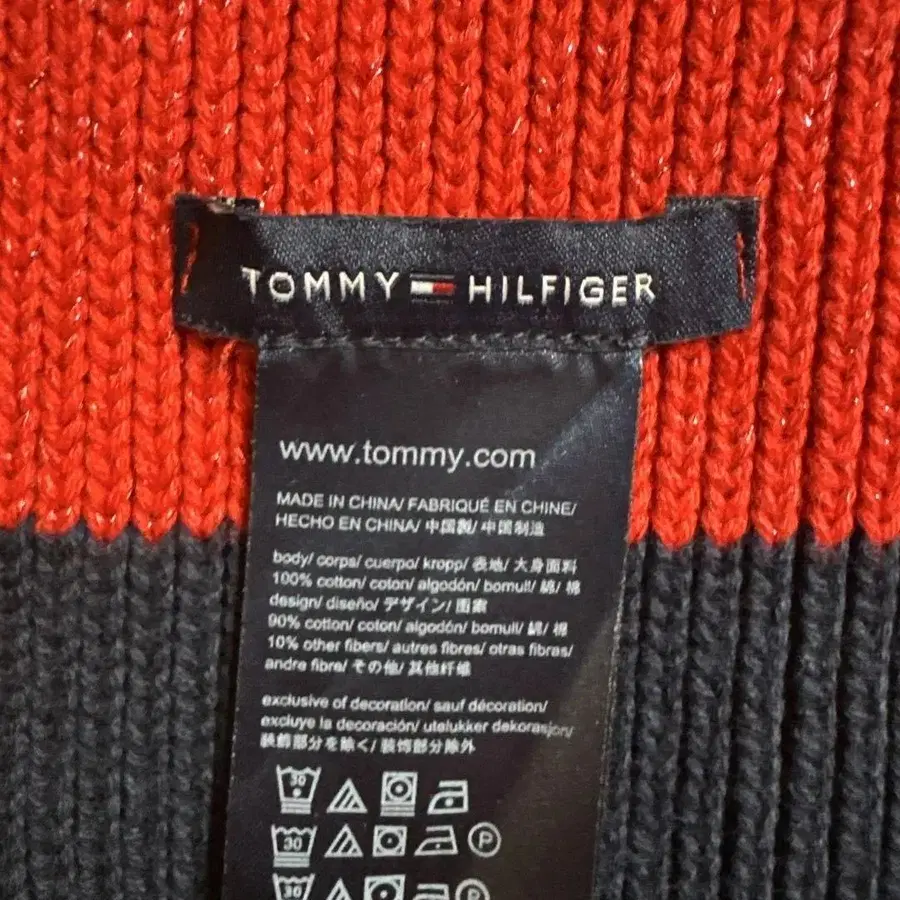 TOMMY HILFIGER
www.tommy.com
MADE IN CHINA/ FABRIQUÉ EN CHINE/
HECHO EN CHINA/ 中国製/ 中国制造
body/ corps/ cuerpo/ kropp/ 表地/ 大身面料
100% cotton/ coton/ algodón/ bomull/ 綿/ 棉
design/ diseño/ デザイン/ 图案
90% cotton/ coton/ algodón/ bomull/ 綿/ 棉
10% other fibers/ autres fibres/ otras fibras/
andre fibre/ その他/ 其他纤维
exclusive of decoration/ sauf décoration/
excluye la decoración/ utelukker dekorasjon/
装飾部分を除く/ 装饰部分除外
30
30 P
30